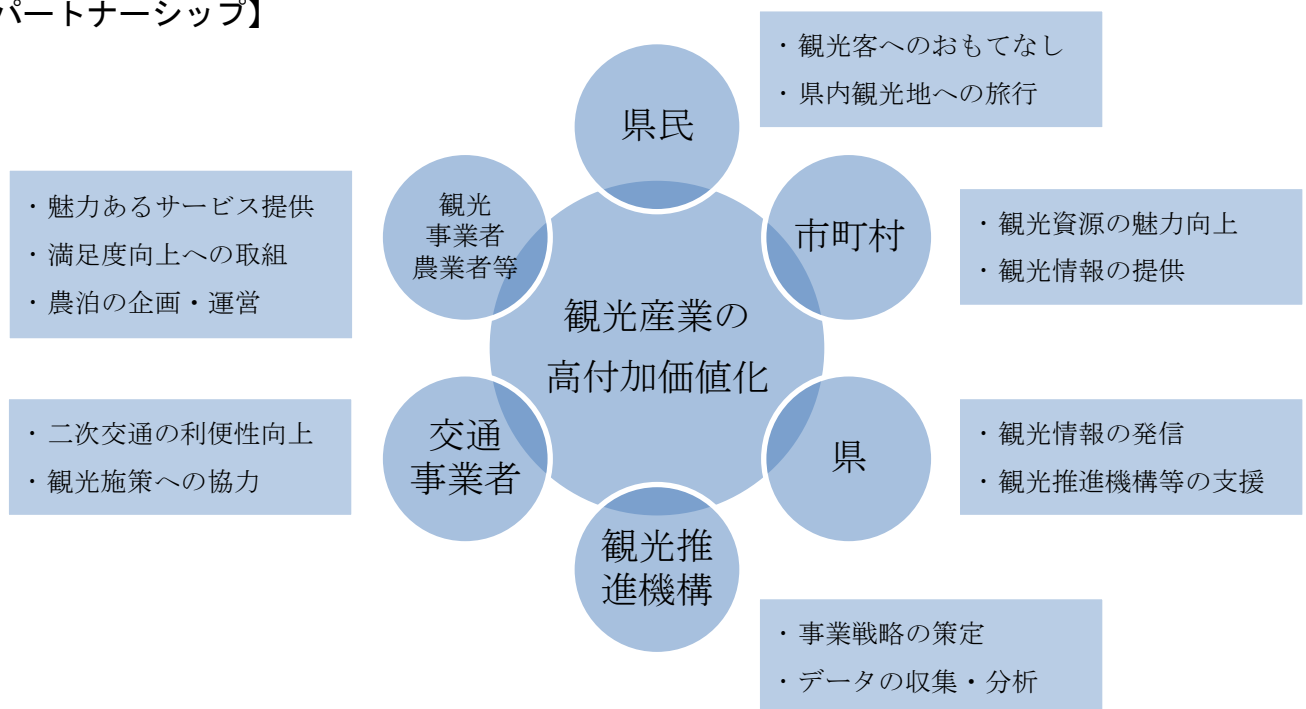 パートナーシップ】
・観光客へのおもてなし
・県内観光地への旅行
県民
・魅力あるサービス提供
・満足度向上への取組
・農泊の企画・運営
観光
事業者
農業者等
市町村
・観光資源の魅力向上
・観光情報の提供
観光産業の
高付加価値化
・二次交通の利便性向上
・観光施策への協力
交通
事業者
県
・観光情報の発信
・観光推進機構等の支援
観光推
進機構
・事業戦略の策定
・データの収集・分析